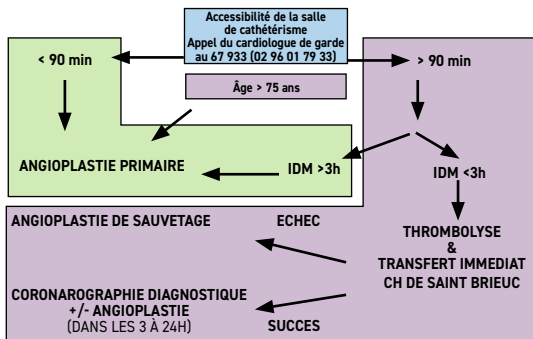 Accessibilité de la salle
de cathétérisme
Appel du cardiologue de garde
au 67 933 (02 96 01 79 33)
< 90 min
> 90 min
Âge > 75 ans
ANGIOPLASTIE PRIMAIRE
IDM >3h
IDM <3h
ANGIOPLASTIE DE SAUVETAGE
ECHEC
THROMBOLYSE
&
TRANSFERT IMMEDIAT
CH DE SAINT BRIEUC
CORONAROGRAPHIE DIAGNOSTIQUE
+/- ANGIOPLASTIE
(DANS LES 3 À 24H)
SUCCES